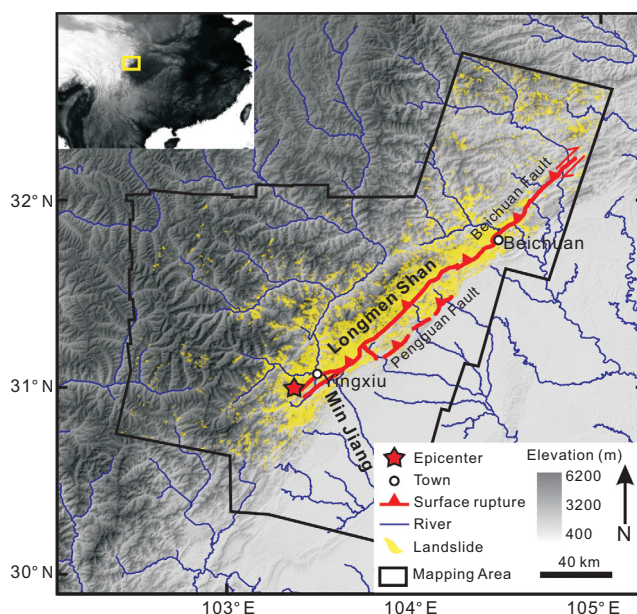 32°N
31°N
30°N
103°E
104°E
105°E
Beichuan Fault
Beichuan
Longmen Shan
Pengguan Fault
Yingxiu
Min Jiang
Epicenter
Town
Surface rupture
River
Landslide
Mapping Area
Elevation (m)
6200
3200
400
N
40 km